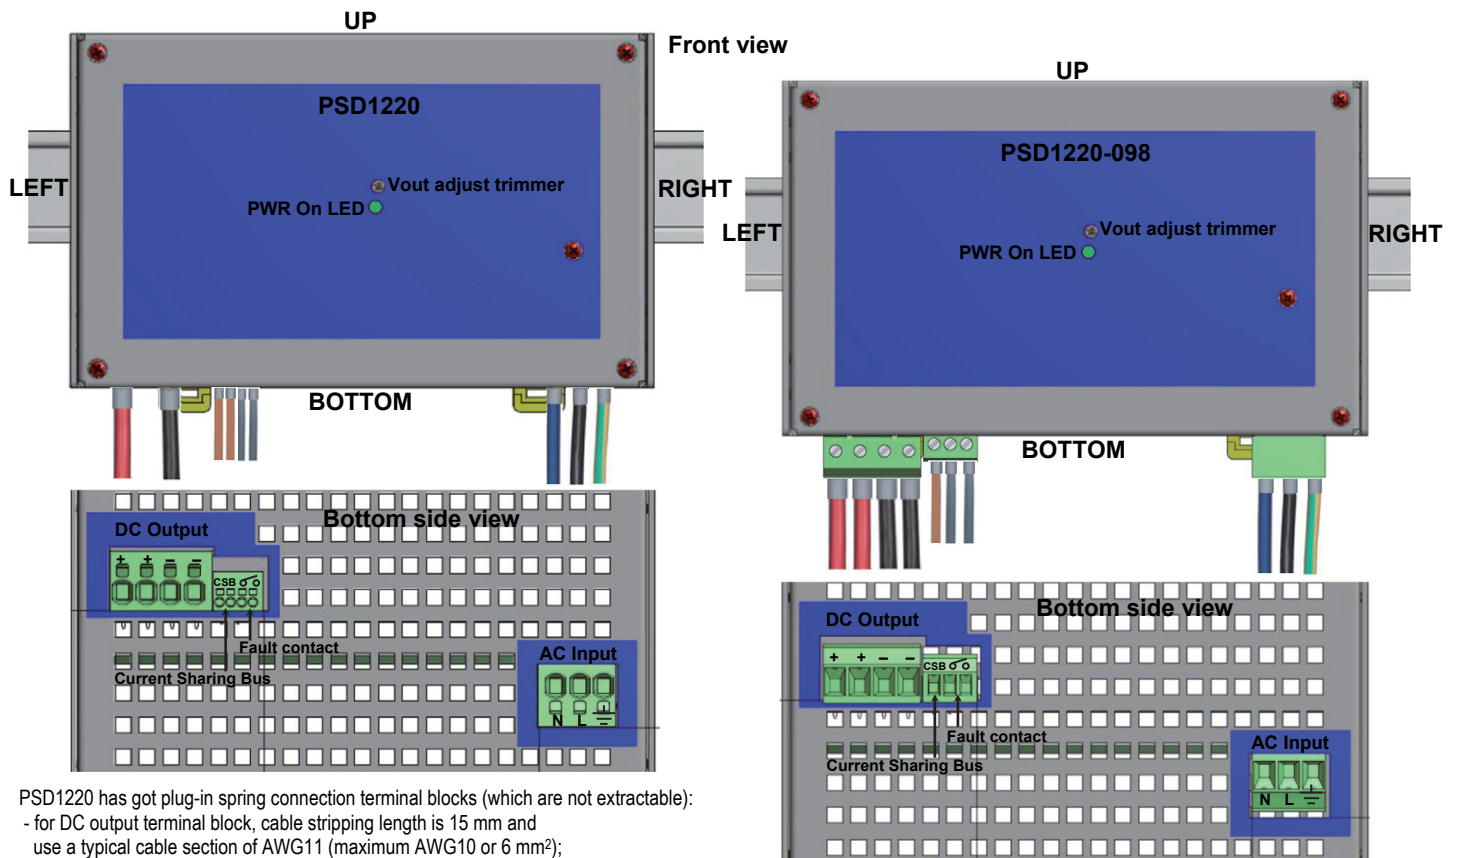 UP
Front view
PSD1220
LEFT
RIGHT
Vout adjust trimmer
PWR On LED
BOTTOM
Bottom side view
DC Output
+ + – –
CSB
Fault contact
Current Sharing Bus
AC Input
N L
UP
PSD1220-098
LEFT
RIGHT
Vout adjust trimmer
PWR On LED
BOTTOM
Bottom side view
DC Output
+ + – –
CSB
Fault contact
Current Sharing Bus
AC Input
N L
PSD1220 has got plug-in spring connection terminal blocks (which are not extractable):
- for DC output terminal block, cable stripping length is 15 mm and
use a typical cable section of AWG11 (maximum AWG10 or 6 mm²);